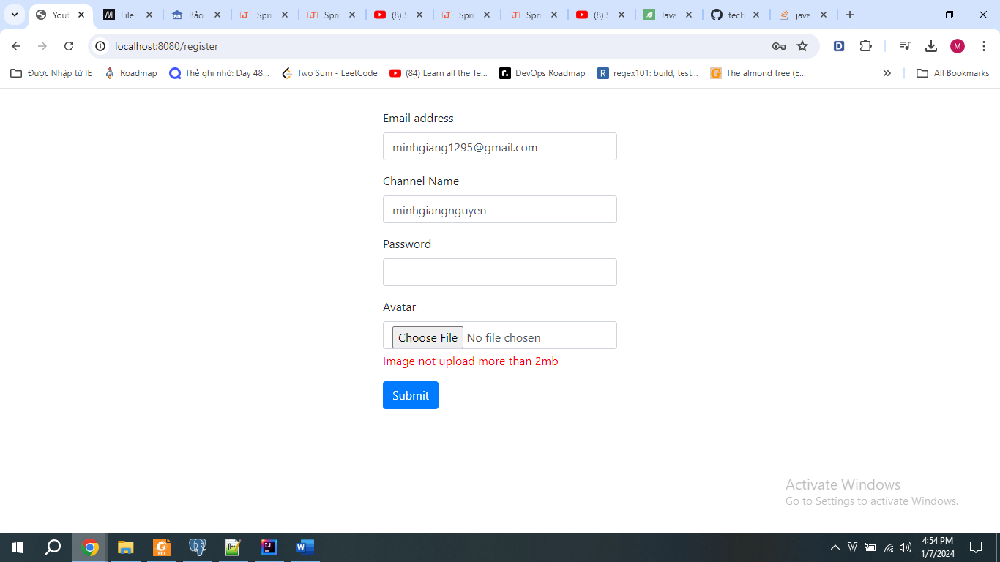 Yout
FileF
Bảo
Spri
Spri
(8) S
Spri
Spri
(8) S
Java
tech
java
localhost:8080/register
M
Được Nhập từ IE
Roadmap
Thẻ ghi nhớ: Day 48...
Two Sum - LeetCode
(84) Learn all the Te...
DevOps Roadmap
regex101: build, test...
The almond tree (E...
All Bookmarks
Email address
minhgiang1295@gmail.com
Channel Name
minhgiangnguyen
Password
Avatar
Choose File No file chosen
Image not upload more than 2mb
Submit
Activate Windows
Go to Settings to activate Windows.
4:54 PM
1/7/2024